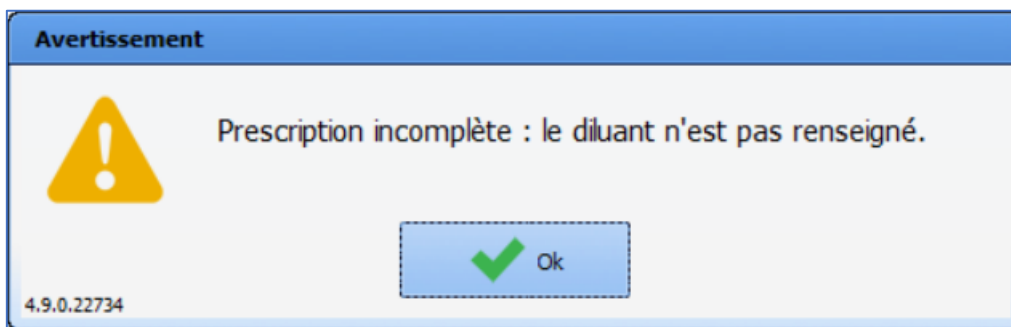 Avertissement
Prescription incomplète : le diluant n'est pas renseigné.
Ok
4.9.0.22734